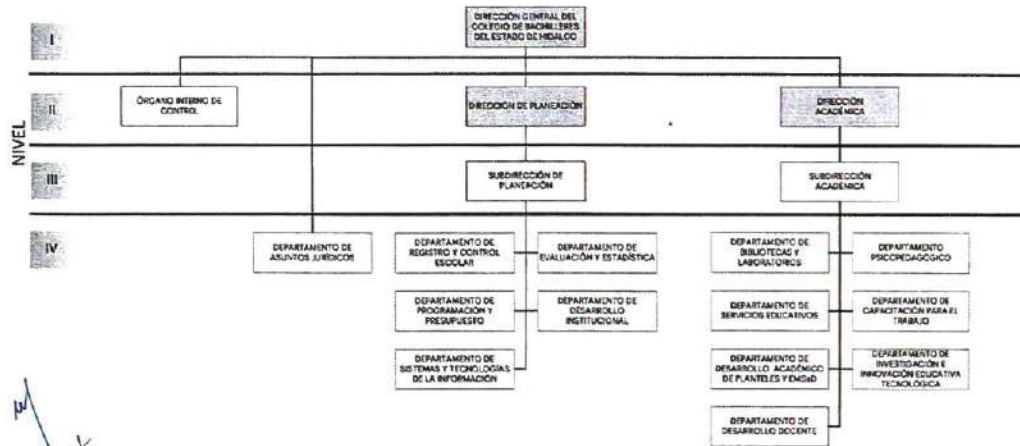 DIRECCIÓN GENERAL DEL
COLEGIO DE BACHILLERES
DEL ESTADO DE HIDALGO
NIVEL
I
II
ÓRGANO INTERNO DE
CONTROL
DIRECCIÓN DE PLANEACIÓN
DIRECCIÓN
ACADÉMICA
III
SUBDIRECCIÓN DE
PLANEACIÓN
SUBDIRECCIÓN
ACADÉMICA
IV
DEPARTAMENTO DE
ASUNTOS JURÍDICOS
DEPARTAMENTO DE
REGISTRO Y CONTROL
ESCOLAR
DEPARTAMENTO DE
EVALUACIÓN Y ESTADÍSTICA
DEPARTAMENTO DE
BIBLIOTECAS Y
LABORATORIOS
DEPARTAMENTO
PSICOPEDAGÓGICO
DEPARTAMENTO DE
PROGRAMACIÓN Y
PRESUPUESTO
DEPARTAMENTO DE
DESARROLLO
INSTITUCIONAL
DEPARTAMENTO DE
SERVICIOS EDUCATIVOS
DEPARTAMENTO DE
CAPACITACIÓN PARA EL
TRABAJO
DEPARTAMENTO DE
SISTEMAS Y TECNOLOGÍAS
DE LA INFORMACIÓN
DEPARTAMENTO DE
DESARROLLO ACADÉMICO
DE PLANTELES Y EMSaD
DEPARTAMENTO DE
INVESTIGACIÓN E
INNOVACIÓN EDUCATIVA
TECNOLÓGICA
DEPARTAMENTO DE
DESARROLLO DOCENTE